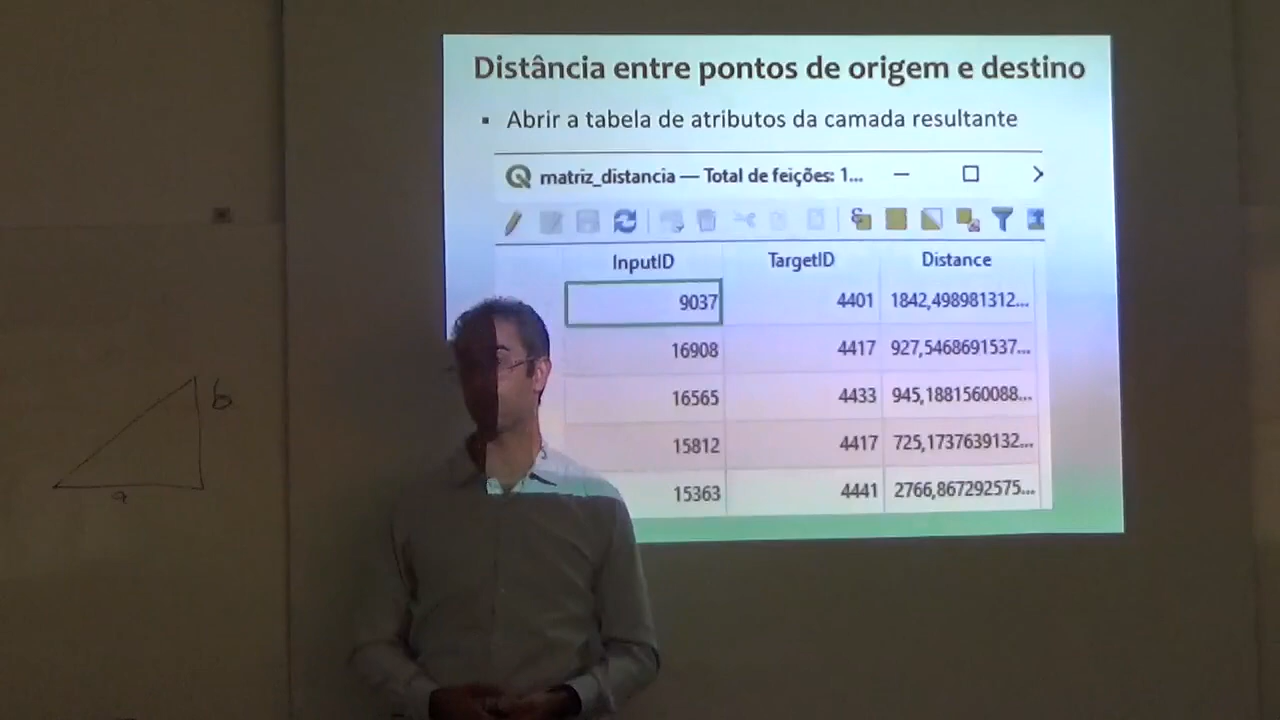 Distância entre pontos de origem e destino
▪ Abrir a tabela de atributos da camada resultante
matriz_distancia — Total de feições: 1...
InputID TargetID Distance
9037 4401 1842,498981312...
16908 4417 927,5468691537...
16565 4433 945,1881560088...
15812 4417 725,1737639132...
15363 4441 2766,867292575...
b
a